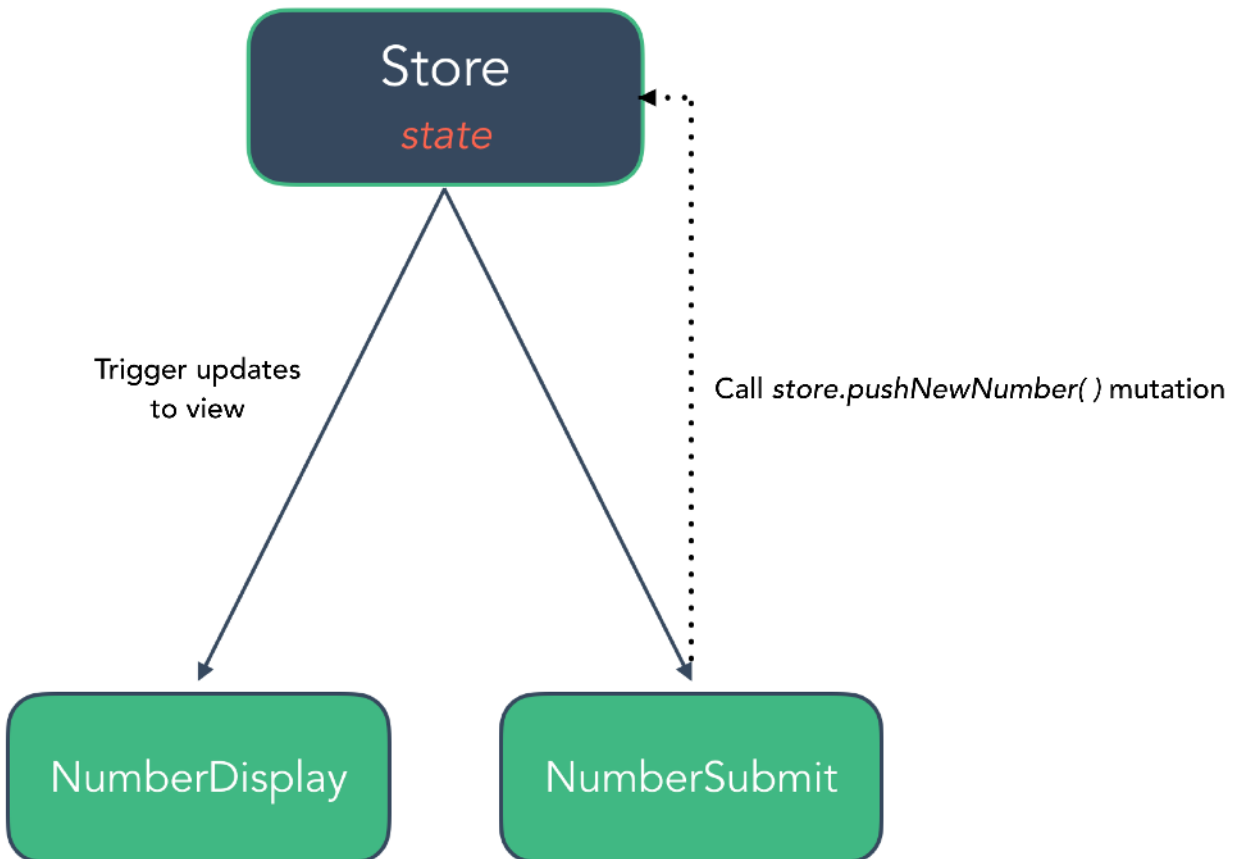 Store
state
Trigger updates
to view
Call store.pushNewNumber( ) mutation
NumberDisplay
NumberSubmit